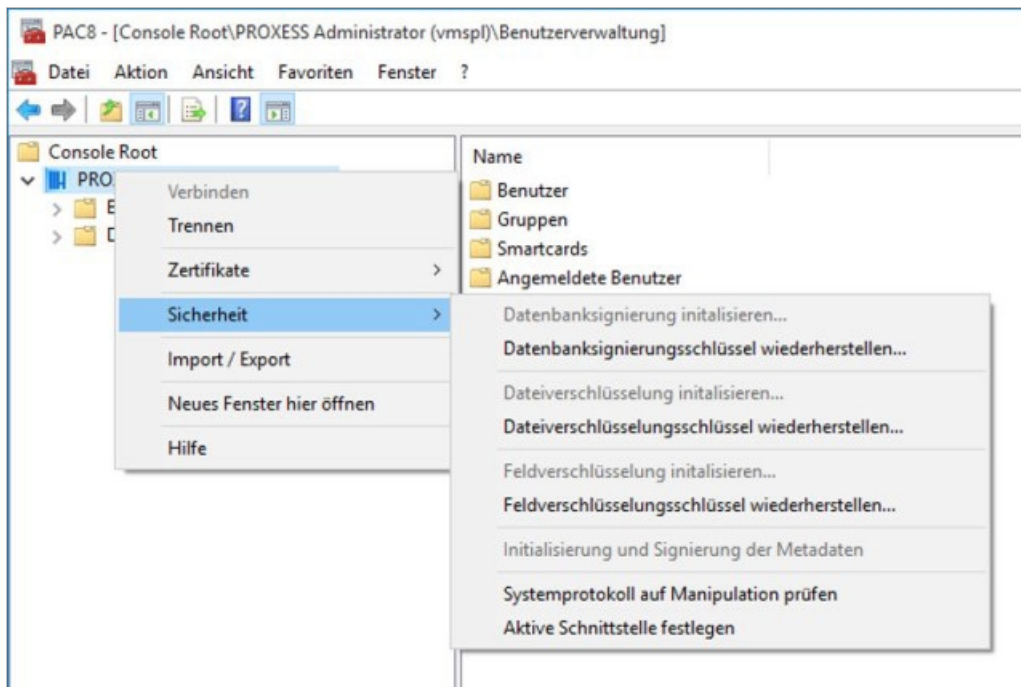 PAC8 - [Console Root\PROXESS Administrator (vmspl)\Benutzerverwaltung]
Datei Aktion Ansicht Favoriten Fenster ?
Console Root
PRO
Name
Benutzer
Gruppen
Smartcards
Angemeldete Benutzer
Verbinden
Trennen
Zertifikate
Sicherheit
Import / Export
Neues Fenster hier öffnen
Hilfe
Datenbanksignierung initalisieren...
Datenbanksignierungsschlüssel wiederherstellen...
Dateiverschlüsselung initalisieren...
Dateiverschlüsselungsschlüssel wiederherstellen...
Feldverschlüsselung initalisieren...
Feldverschlüsselungsschlüssel wiederherstellen...
Initialisierung und Signierung der Metadaten
Systemprotokoll auf Manipulation prüfen
Aktive Schnittstelle festlegen